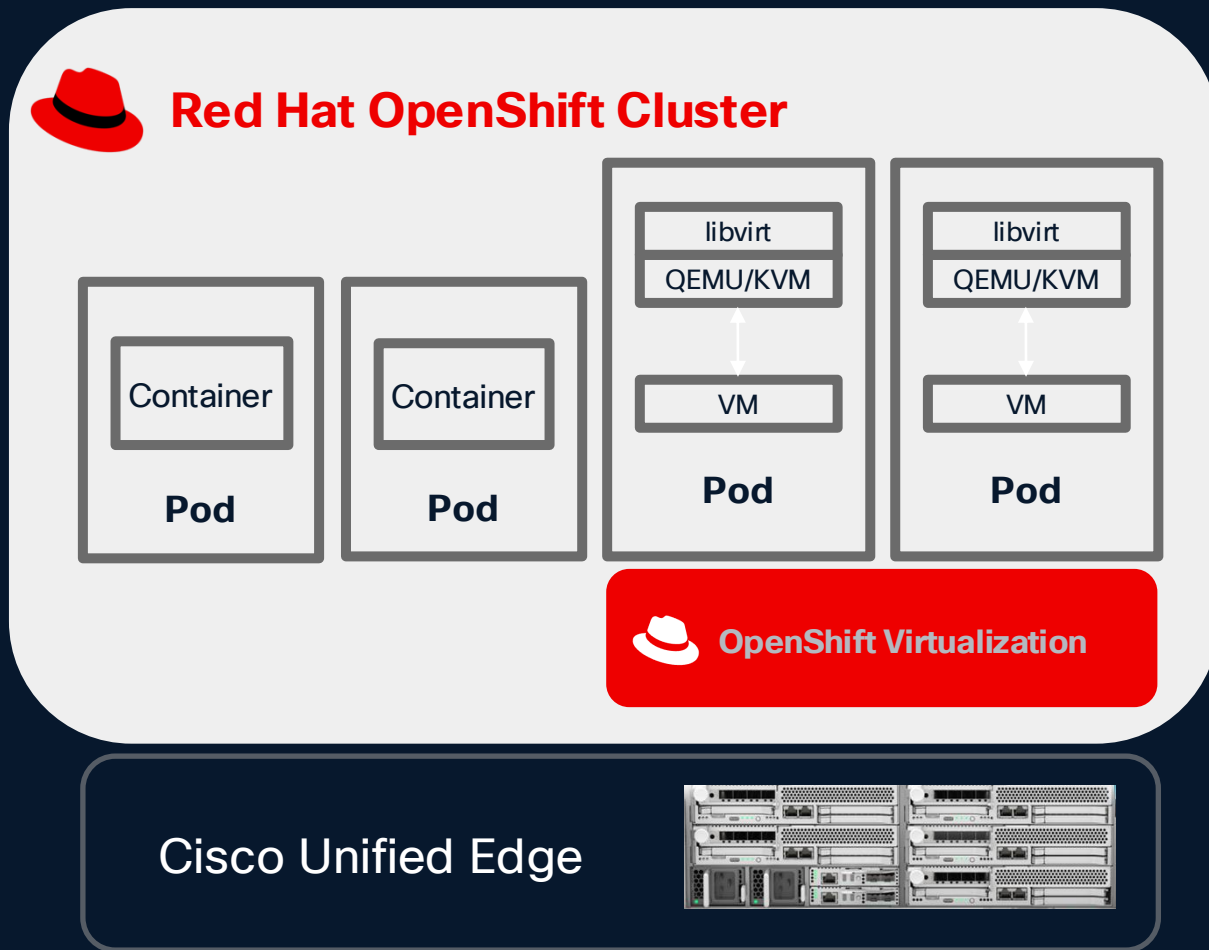 Red Hat OpenShift Cluster
libvirt
QEMU/KVM
VM
Pod
libvirt
QEMU/KVM
VM
Pod
Container
Pod
Container
Pod
OpenShift Virtualization
Cisco Unified Edge